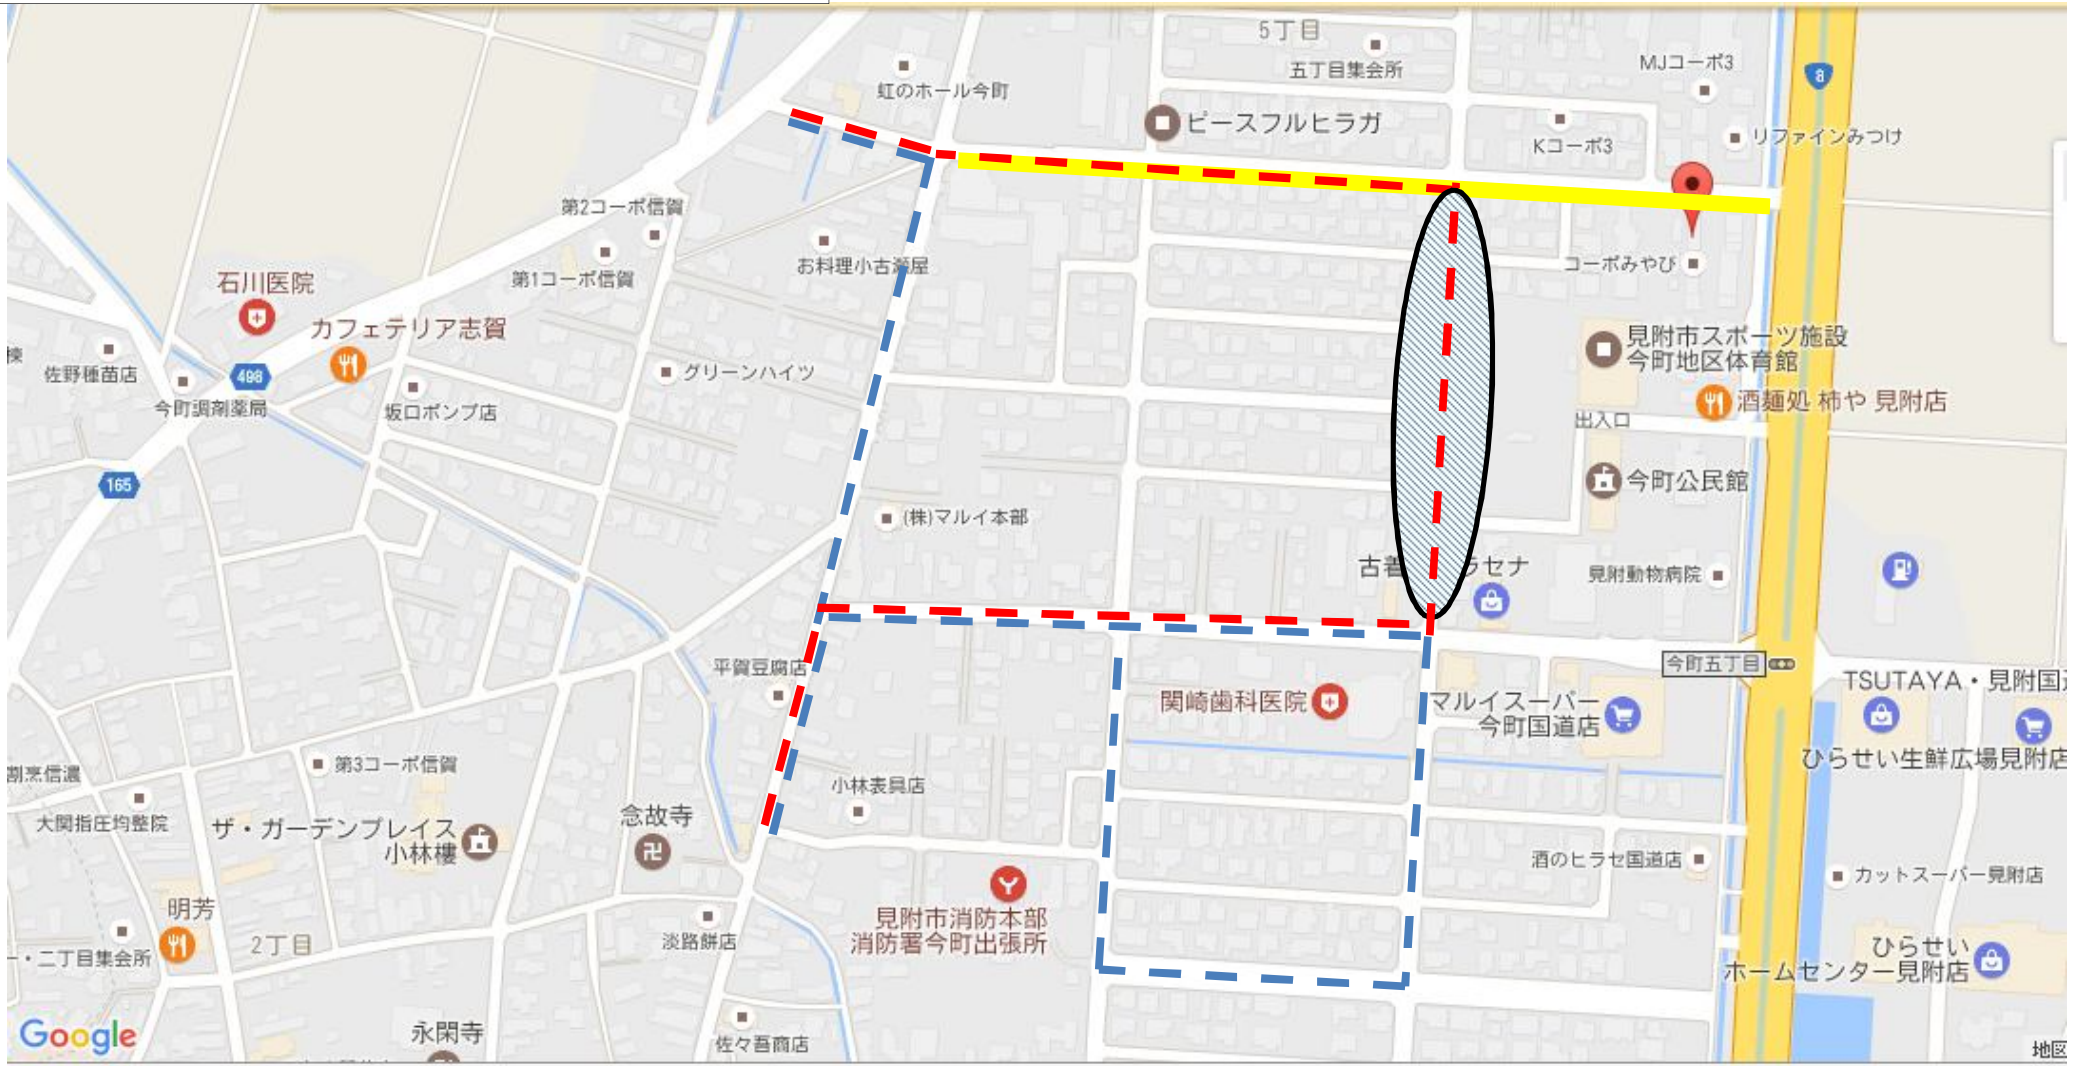 5丁目
五丁目集会所
MJコーポ3
8
虹のホール今町
ピースフルヒラガ
Kコーポ3
リファインみつけ
第2コーポ信賀
第1コーポ信賀
お料理小古瀬屋
コーポみやび
石川医院
カフェテリア志賀
見附市スポーツ施設
今町地区体育館
棟
佐野種苗店
498
グリーンハイツ
酒麺処 柿や 見附店
今町調剤薬局
坂口ポンプ店
出入口
165
今町公民館
(株)マルイ本部
古着
ラセナ
見附動物病院
平賀豆腐店
今町五丁目
関崎歯科医院
マルイスーパー
今町国道店
TSUTAYA・見附国
ひらせい生鮮広場見附店
割烹信濃
第3コーポ信賀
小林表具店
大関指圧均整院
ザ・ガーデンプレイス
小林樓
念故寺
酒のヒラセ国道店
カットスーパー見附店
明芳
2丁目
一・二丁目集会所
淡路餅店
見附市消防本部
消防署今町出張所
ひらせい
ホームセンター見附店
Google
永閑寺
佐々吾商店
地図